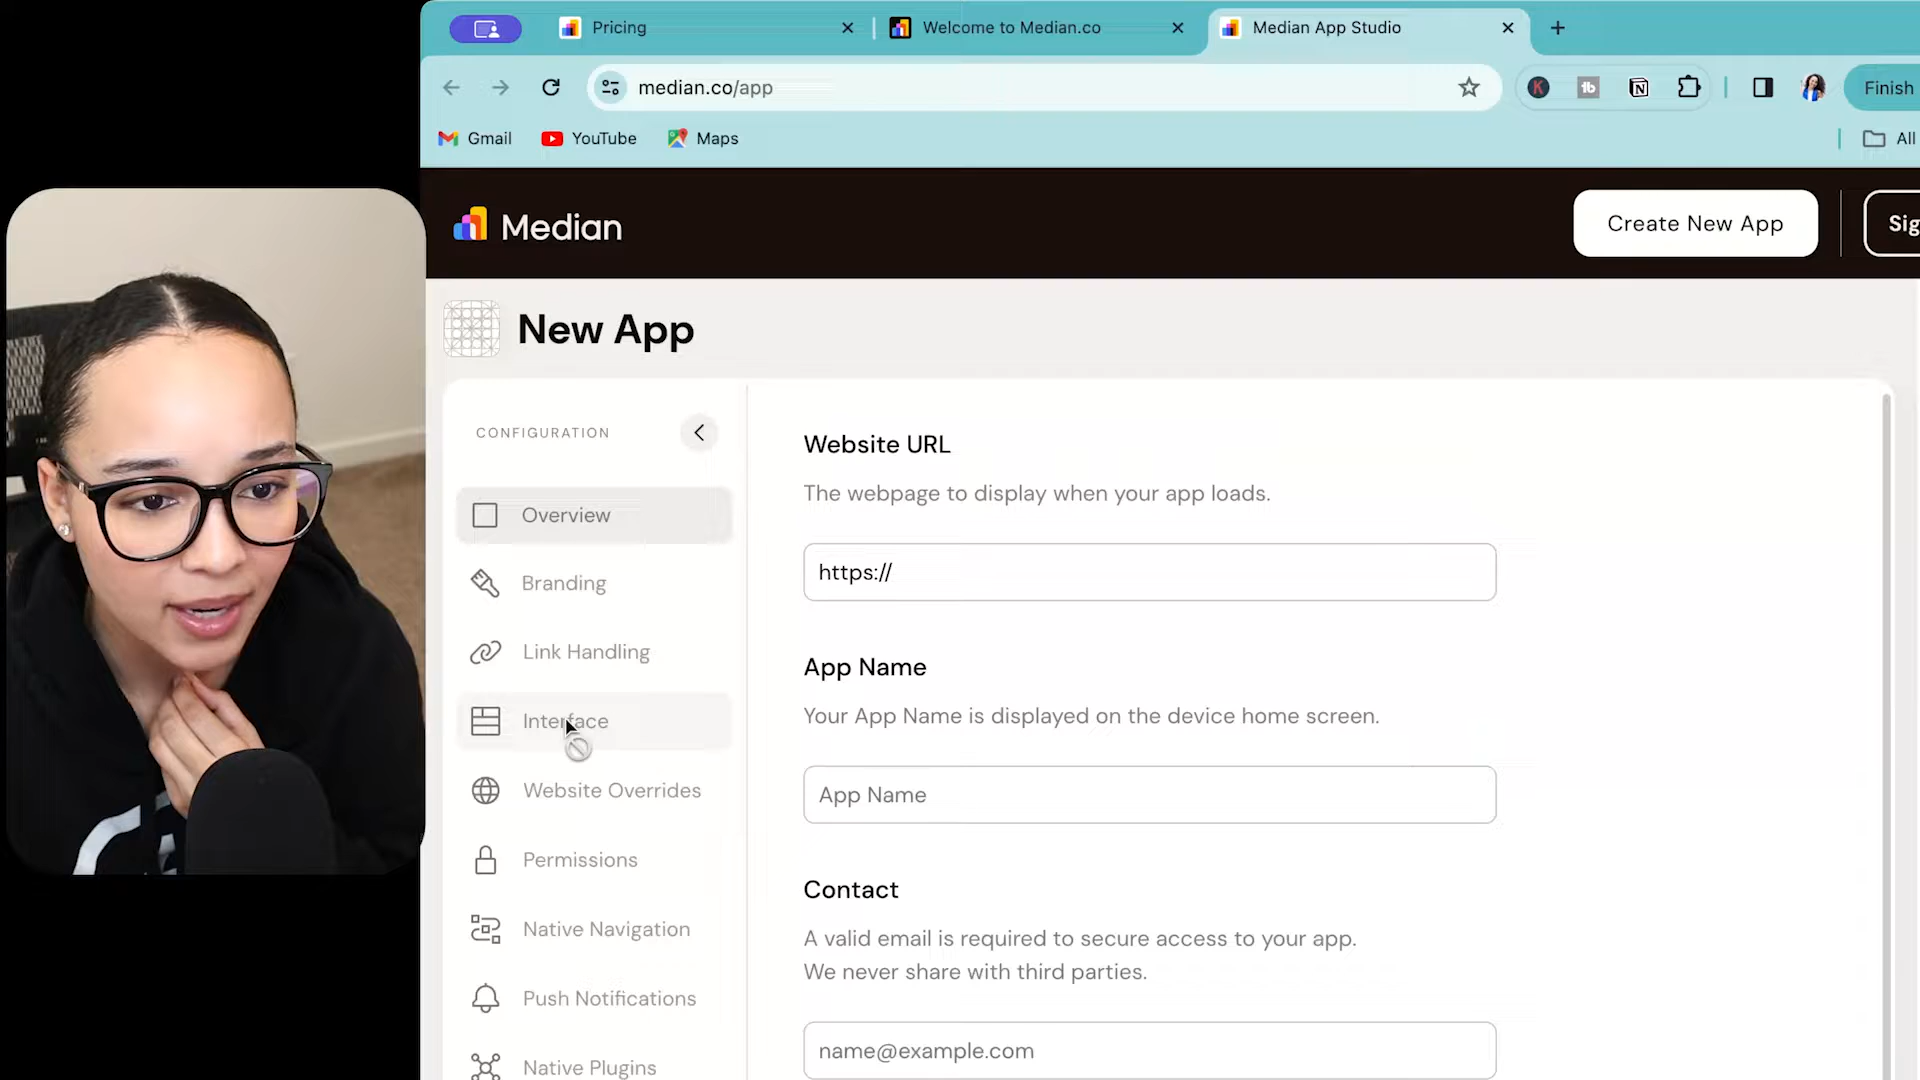 Pricing
Welcome to Median.co
Median App Studio
median.co/app
Finish
Gmail
YouTube
Maps
All
Median
Create New App
Sig
New App
CONFIGURATION
Overview
Branding
Link Handling
Interface
Website Overrides
Permissions
Native Navigation
Push Notifications
Native Plugins
Website URL
The webpage to display when your app loads.
https://
App Name
Your App Name is displayed on the device home screen.
App Name
Contact
A valid email is required to secure access to your app.
We never share with third parties.
name@example.com